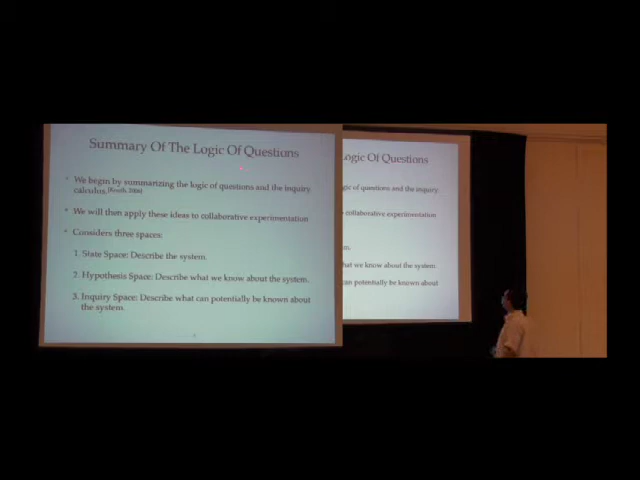 Summary Of The Logic Of Questions
• We begin by summarizing the logic of questions and the inquiry
calculus.[Knuth, 2006]
• We will then apply these ideas to collaborative experimentation
• Considers three spaces:
1. State Space: Describe the system.
2. Hypothesis Space: Describe what we know about the system.
3. Inquiry Space: Describe what can potentially be known about
the system.
Logic Of Questions
gic of questions and the inquiry
collaborative experimentation
m.
hat we know about the system.
can potentially be known about